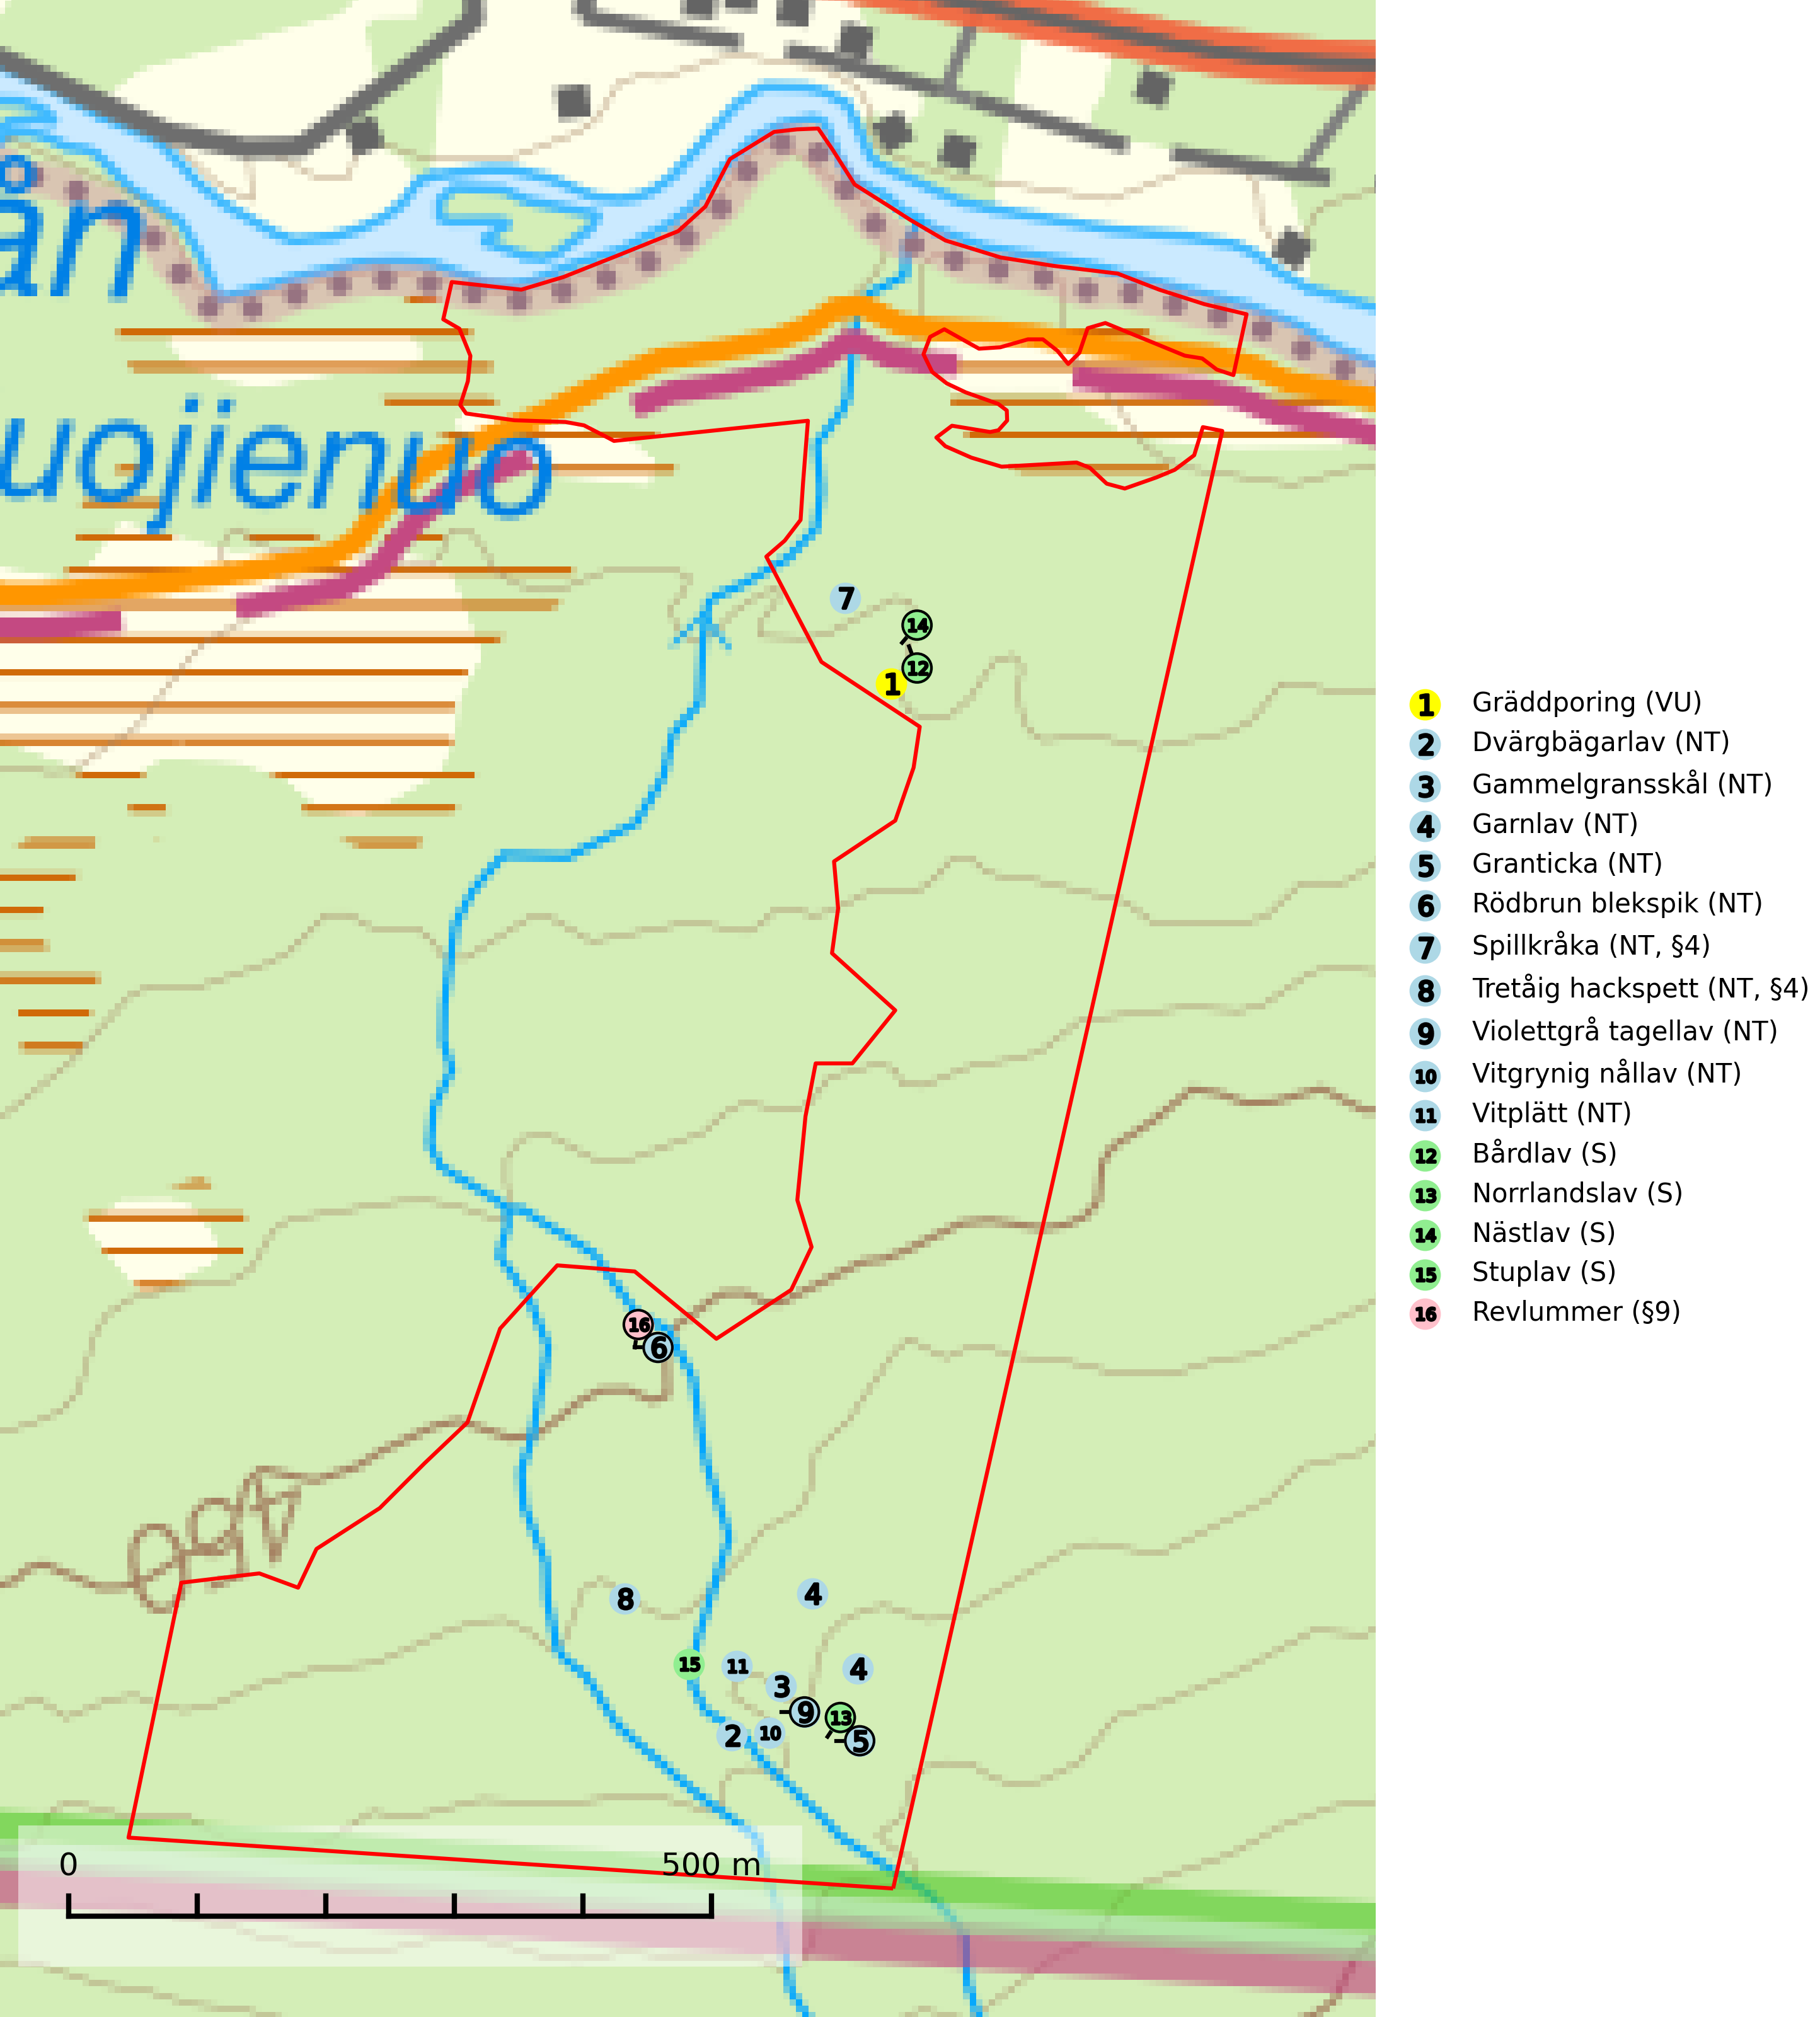 ån
uojienuo
7
14
12
1
16
6
8
4
15
11
3
4
9
13
2
10
5
0 500 m
1 Gräddporing (VU)
2 Dvärgbägarlav (NT)
3 Gammelgransskål (NT)
4 Garnlav (NT)
5 Granticka (NT)
6 Rödbrun blekspik (NT)
7 Spillkråka (NT, §4)
8 Tretåig hackspett (NT, §4)
9 Violettgrå tagellav (NT)
10 Vitgrynig nållav (NT)
11 Vitplätt (NT)
12 Bårdlav (S)
13 Norrlandslav (S)
14 Nästlav (S)
15 Stuplav (S)
16 Revlummer (§9)